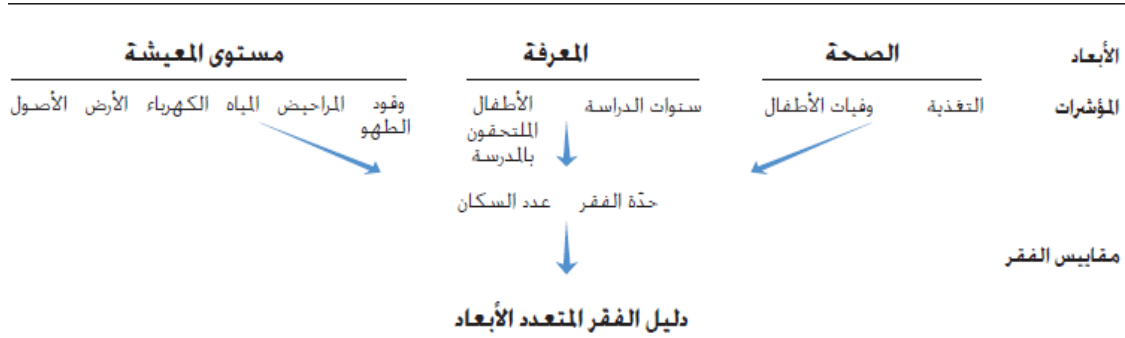 الأبعاد الصحة المعرفة مستوى المعيشة
المؤشرات التغذية وفيات الأطفال سنوات الدراسة الأطفال الملتحقون بالمدرسة وقود الطهو المراحيض المياه الكهرباء الأرض الأصول
حدّة الفقر عدد السكان
مقاييس الفقر
دليل الفقر المتعدد الأبعاد